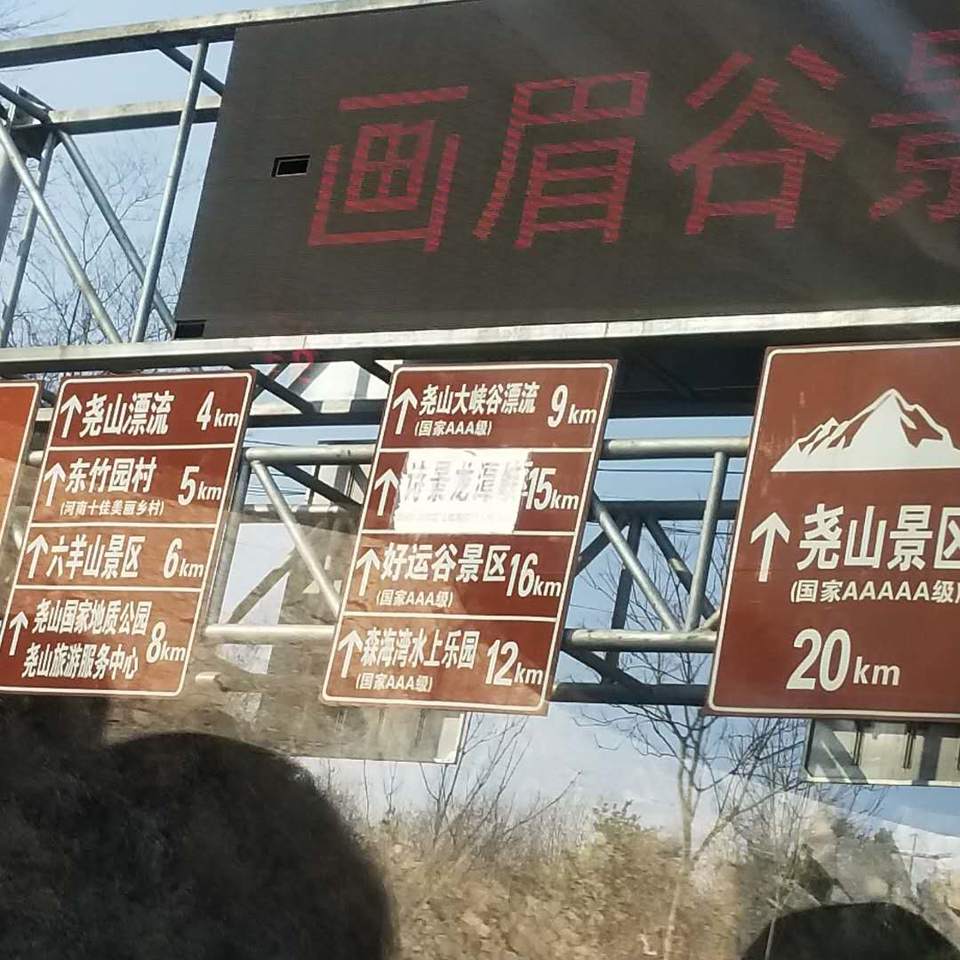 画眉谷景
尧山漂流 4km
东竹园村 5km
(河南十佳美丽乡村)
六羊山景区 6km
尧山国家地质公园
尧山旅游服务中心 8km
尧山大峡谷漂流 9km
(国家AAA级)
龙潭 15km
好运谷景区 16km
(国家AAA级)
森海湾水上乐园 12km
(国家AAA级)
尧山景区
(国家AAAAA级)
20km